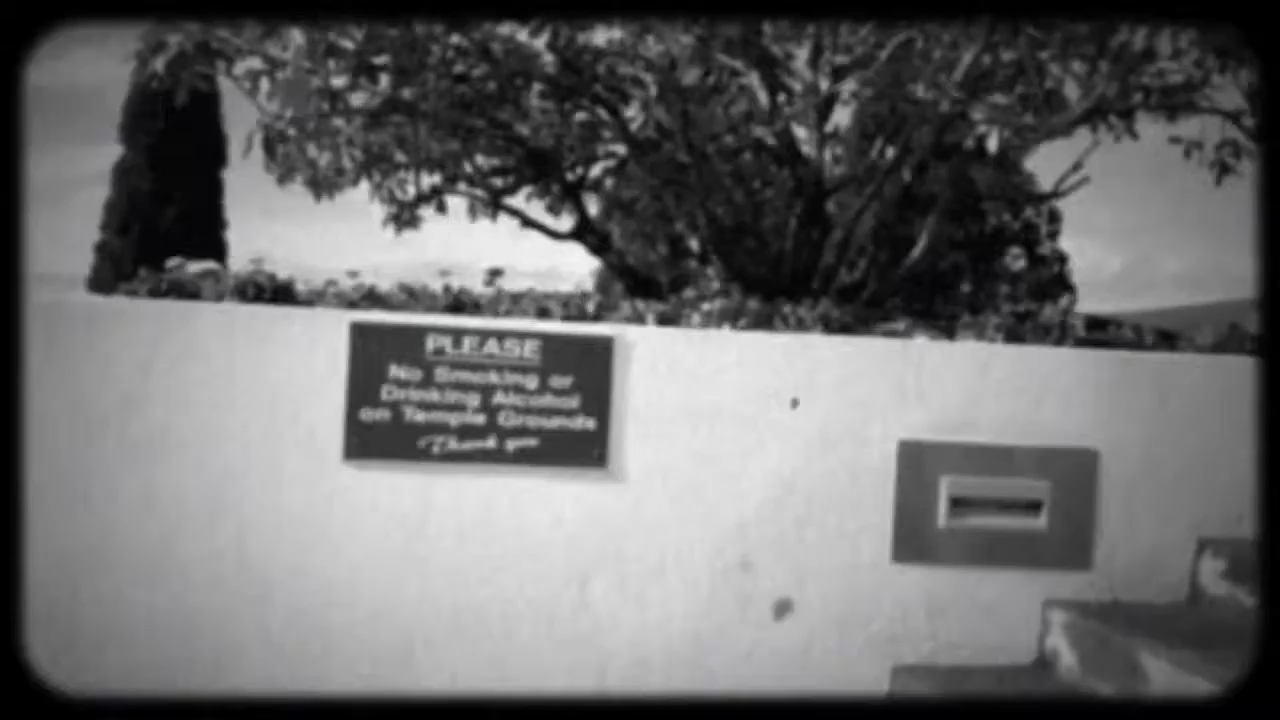 PLEASE
No Smoking or
Drinking Alcohol
on Temple Grounds
Thank you